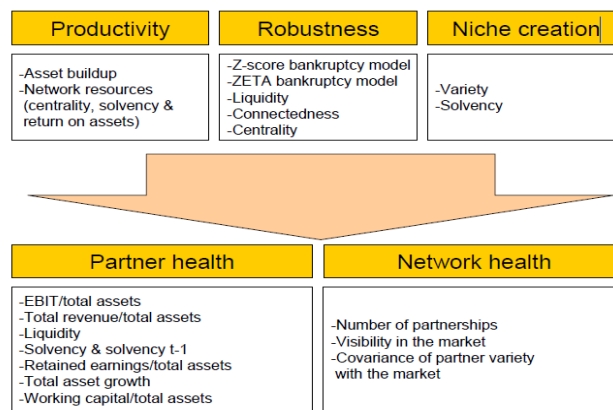 Productivity
Robustness
Niche creation
-Asset buildup
-Network resources
(centrality, solvency &
return on assets)
-Z-score bankruptcy model
-ZETA bankruptcy model
-Liquidity
-Connectedness
-Centrality
-Variety
-Solvency
Partner health
Network health
-EBIT/total assets
-Total revenue/total assets
-Liquidity
-Solvency & solvency t-1
-Retained earnings/total assets
-Total asset growth
-Working capital/total assets
-Number of partnerships
-Visibility in the market
-Covariance of partner variety
with the market